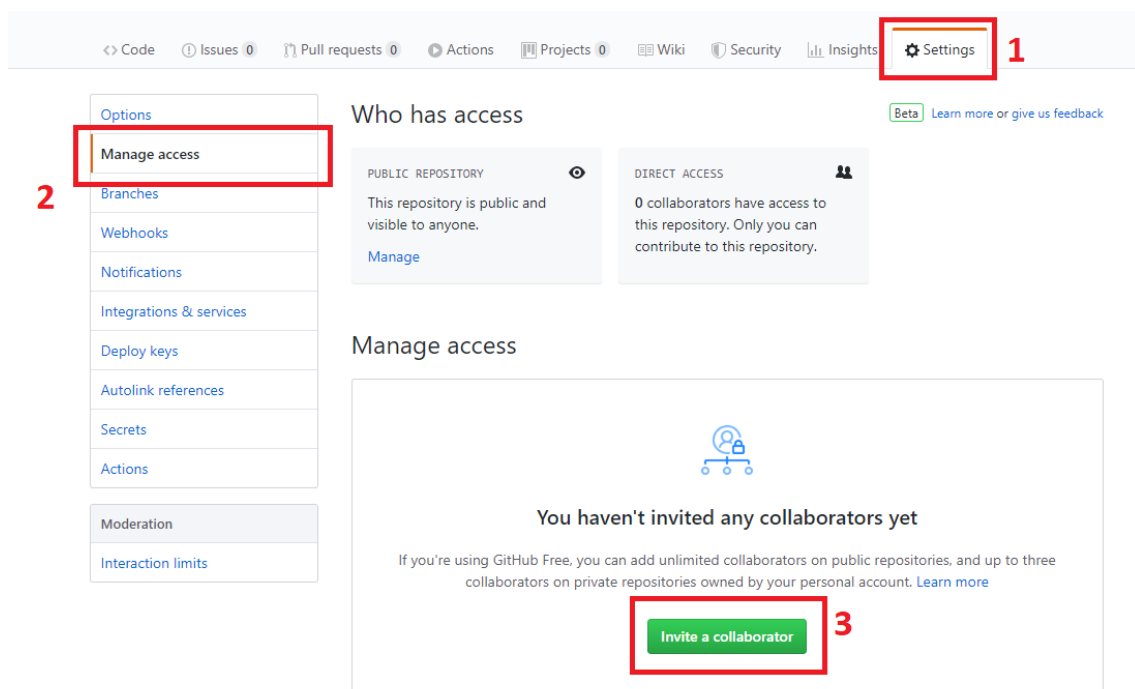 Code Issues 0 Pull requests 0 Actions Projects 0 Wiki Security Insights Settings 1
Options
Manage access
2
Branches
Webhooks
Notifications
Integrations & services
Deploy keys
Autolink references
Secrets
Actions
Moderation
Interaction limits
Who has access
Beta Learn more or give us feedback
PUBLIC REPOSITORY
This repository is public and
visible to anyone.
Manage
DIRECT ACCESS
0 collaborators have access to
this repository. Only you can
contribute to this repository.
Manage access
You haven't invited any collaborators yet
If you're using GitHub Free, you can add unlimited collaborators on public repositories, and up to three
collaborators on private repositories owned by your personal account. Learn more
Invite a collaborator 3